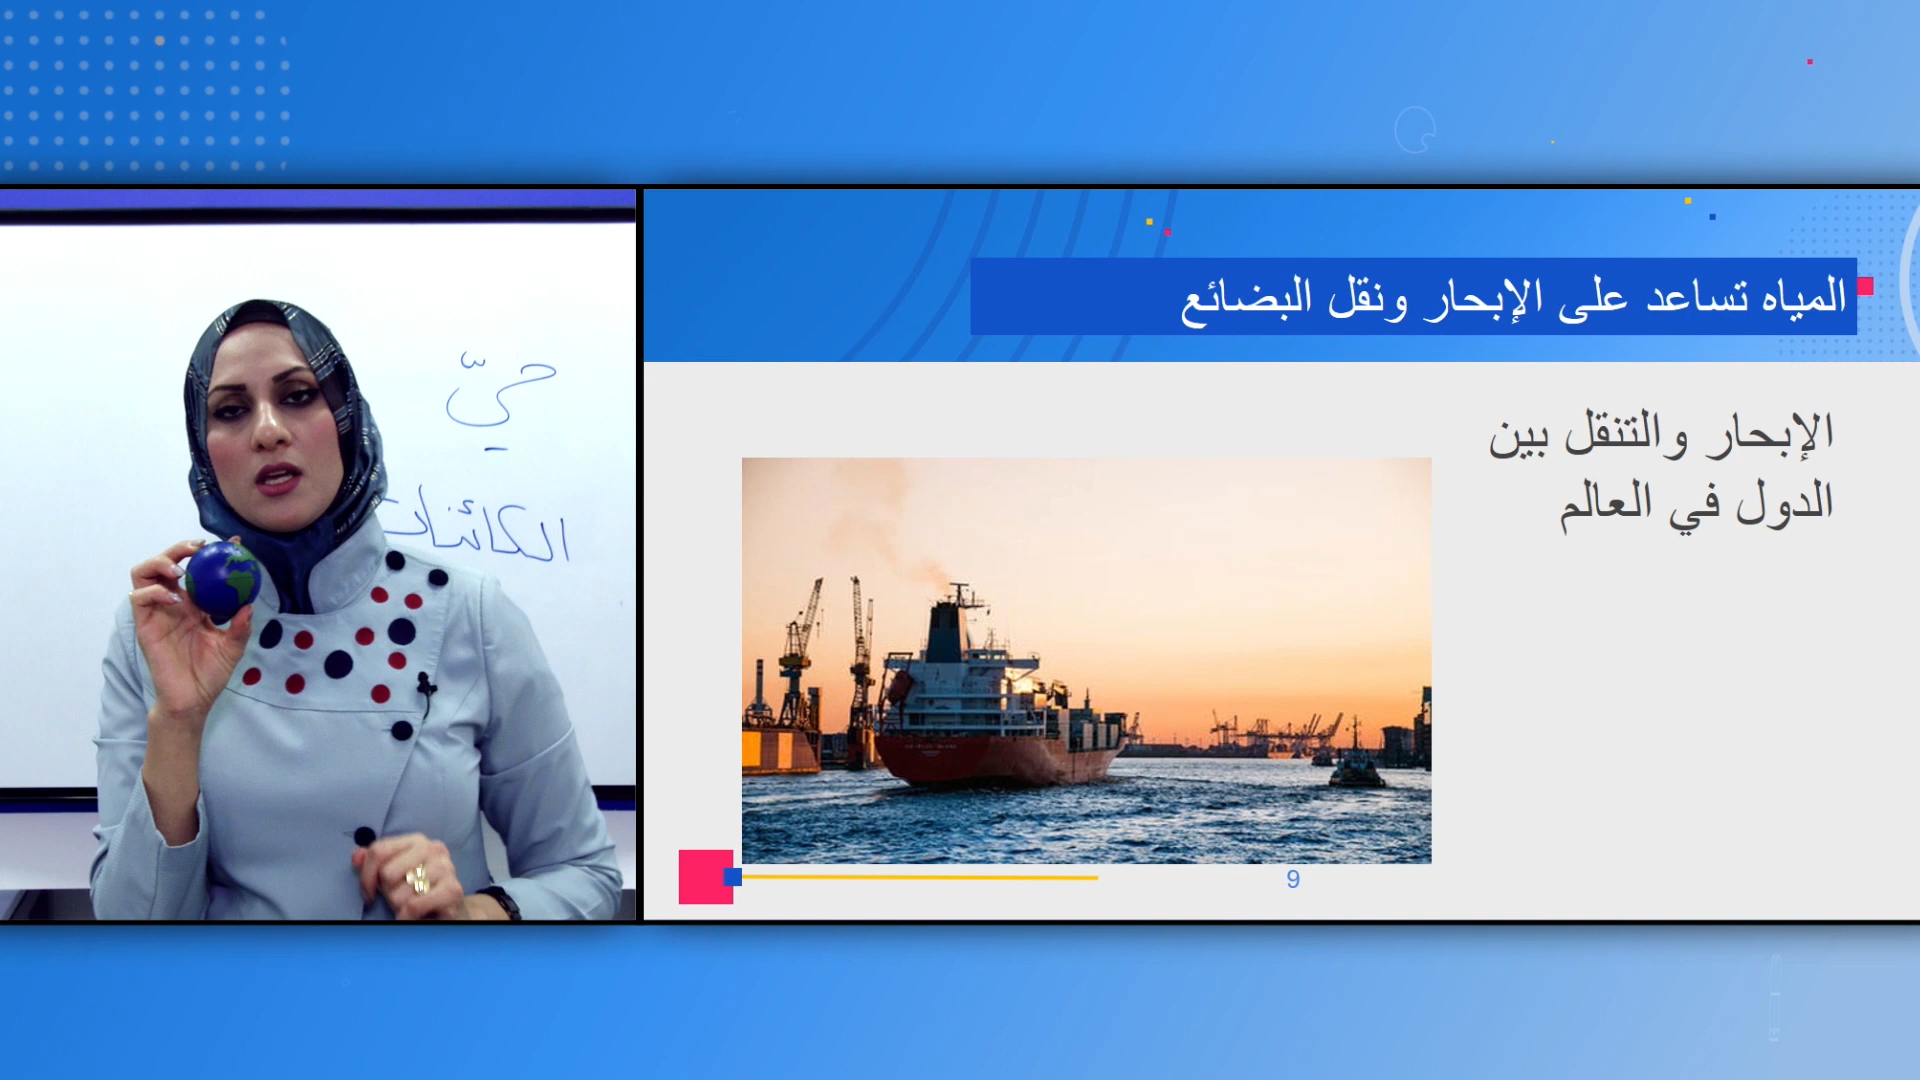 المياه تساعد على الإبحار ونقل البضائع
الإبحار والتنقل بين
الدول في العالم
9
حيّ
الكائنات